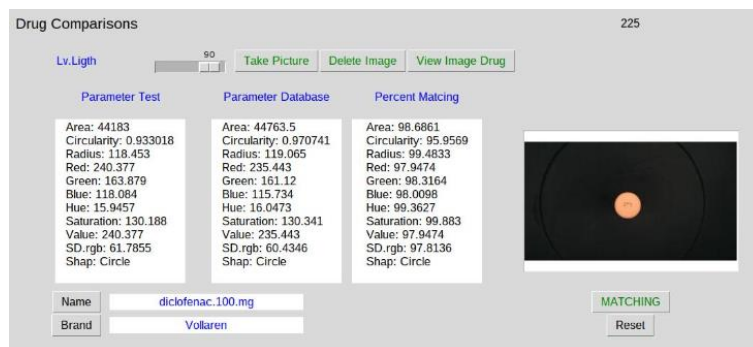 Drug Comparisons
225
Lv.Ligth
90
Take Picture
Delete Image
View Image Drug
Parameter Test
Parameter Database
Percent Matcing
Area: 44183
Circularity: 0.933018
Radius: 118.453
Red: 240.377
Green: 163.879
Blue: 118.084
Hue: 15.9457
Saturation: 130.188
Value: 240.377
SD.rgb: 61.7855
Shap: Circle
Area: 44763.5
Circularity: 0.970741
Radius: 119.065
Red: 235.443
Green: 161.12
Blue: 115.734
Hue: 16.0473
Saturation: 130.341
Value: 235.443
SD.rgb: 60.4346
Shap: Circle
Area: 98.6861
Circularity: 95.9569
Radius: 99.4833
Red: 97.9474
Green: 98.3164
Blue: 98.0098
Hue: 99.3627
Saturation: 99.883
Value: 97.9474
SD.rgb: 97.8136
Shap: Circle
Name
diclofenac.100.mg
Brand
Vollaren
MATCHING
Reset